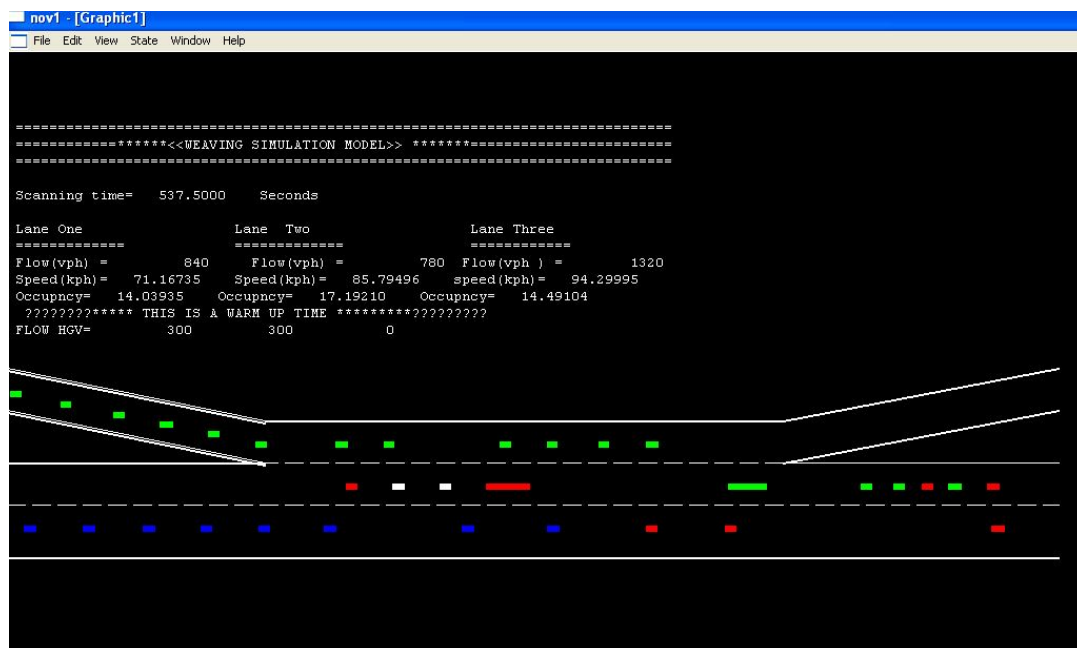 nov1 - [Graphic1]
File Edit View State Window Help
==============================================================================
============******<<WEAVING SIMULATION MODEL>> *******========================
==============================================================================
Scanning time= 537.5000 Seconds
Lane One Lane Two Lane Three
============= ============= ============
Flow(vph) = 840 Flow(vph) = 780 Flow(vph ) = 1320
Speed(kph)= 71.16735 Speed(kph)= 85.79496 speed(kph)= 94.29995
Occupncy= 14.03935 Occupncy= 17.19210 Occupncy= 14.49104
????????***** THIS IS A WARM UP TIME *********?????????
FLOW HGV= 300 300 0